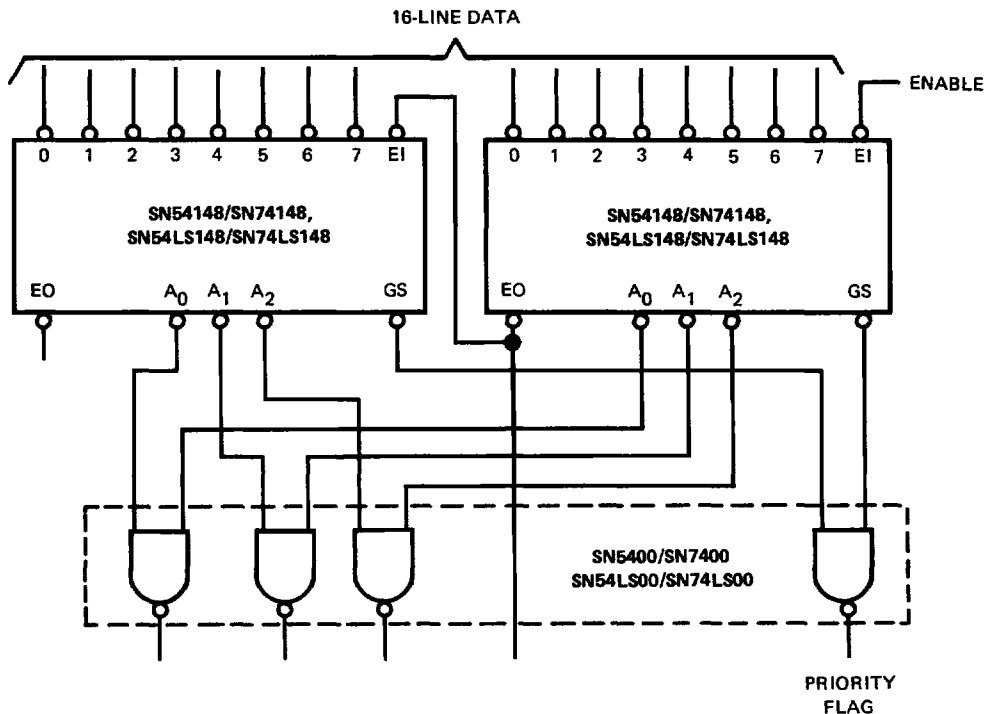 16-LINE DATA
ENABLE
0 1 2 3 4 5 6 7 EI
0 1 2 3 4 5 6 7 EI
SN54148/SN74148,
SN54LS148/SN74LS148
SN54148/SN74148,
SN54LS148/SN74LS148
EO A0 A1 A2 GS
EO A0 A1 A2 GS
SN5400/SN7400
SN54LS00/SN74LS00
PRIORITY
FLAG